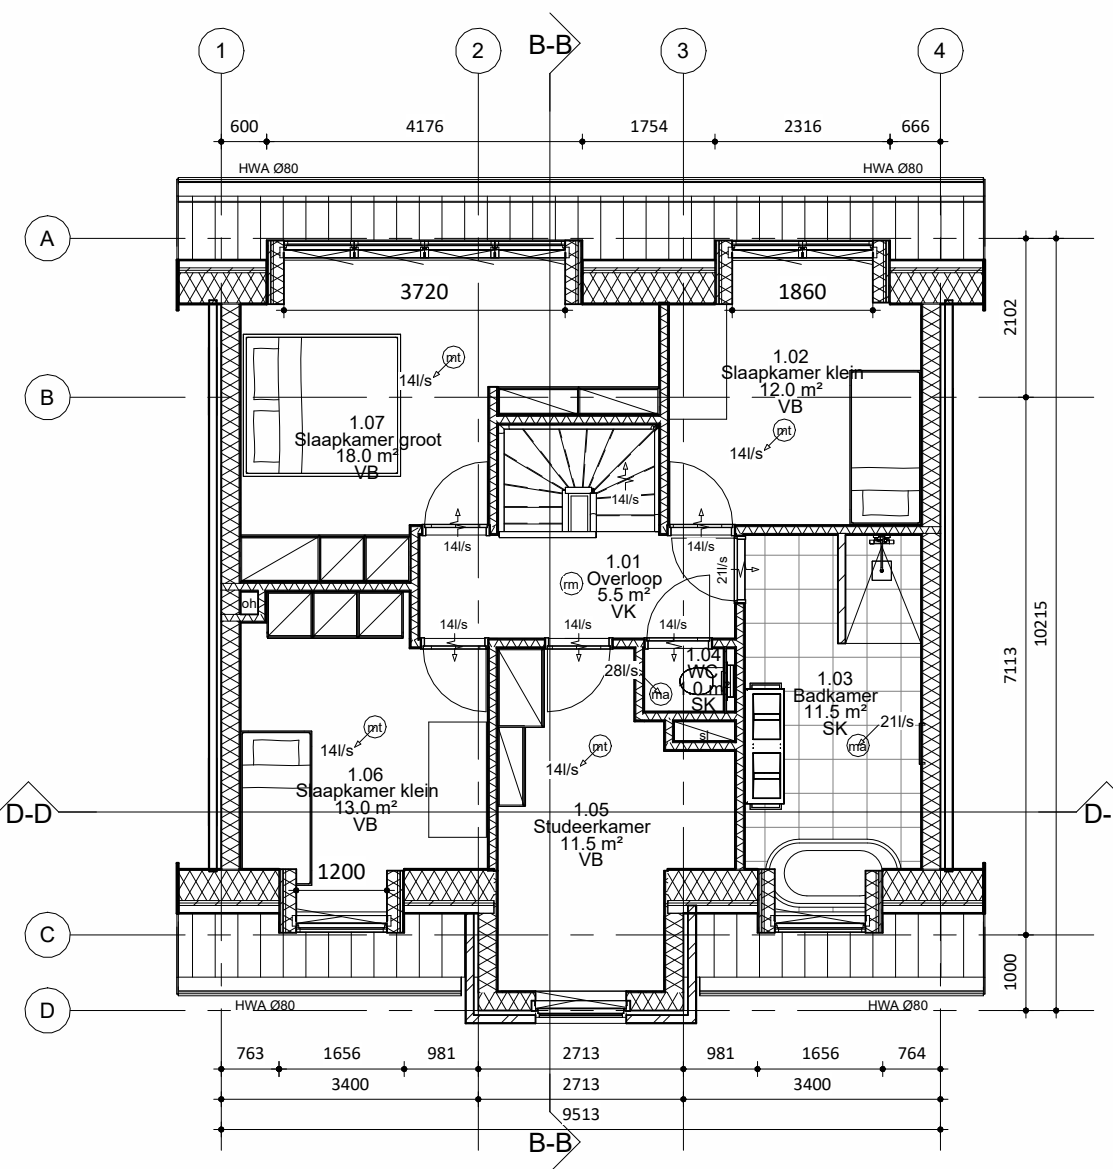 B-B
1 2 3 4
600 4176 1754 2316 666
HWA Ø80 HWA Ø80
A
3720 1860
2102
B
mt
14l/s
1.07
Slaapkamer groot
18.0 m²
VB
1.02
Slaapkamer klein
12.0 m²
VB
mt
14l/s
14l/s
14l/s
14l/s
21l/s
1.01
Overloop
5.5 m²
VK
rm
oh
14l/s
14l/s
14l/s
10215
7113
28l/s
1.04
WC
1.0 m²
SK
ma
sl
1.03
Badkamer
11.5 m²
SK
21l/s
ma
mt
14l/s
1.06
Slaapkamer klein
13.0 m²
VB
mt
14l/s
1.05
Studeerkamer
11.5 m²
VB
D-D
D-
1200
C
1000
D
HWA Ø80 HWA Ø80
763 1656 981 2713 981 1656 764
3400 2713 3400
9513
B-B